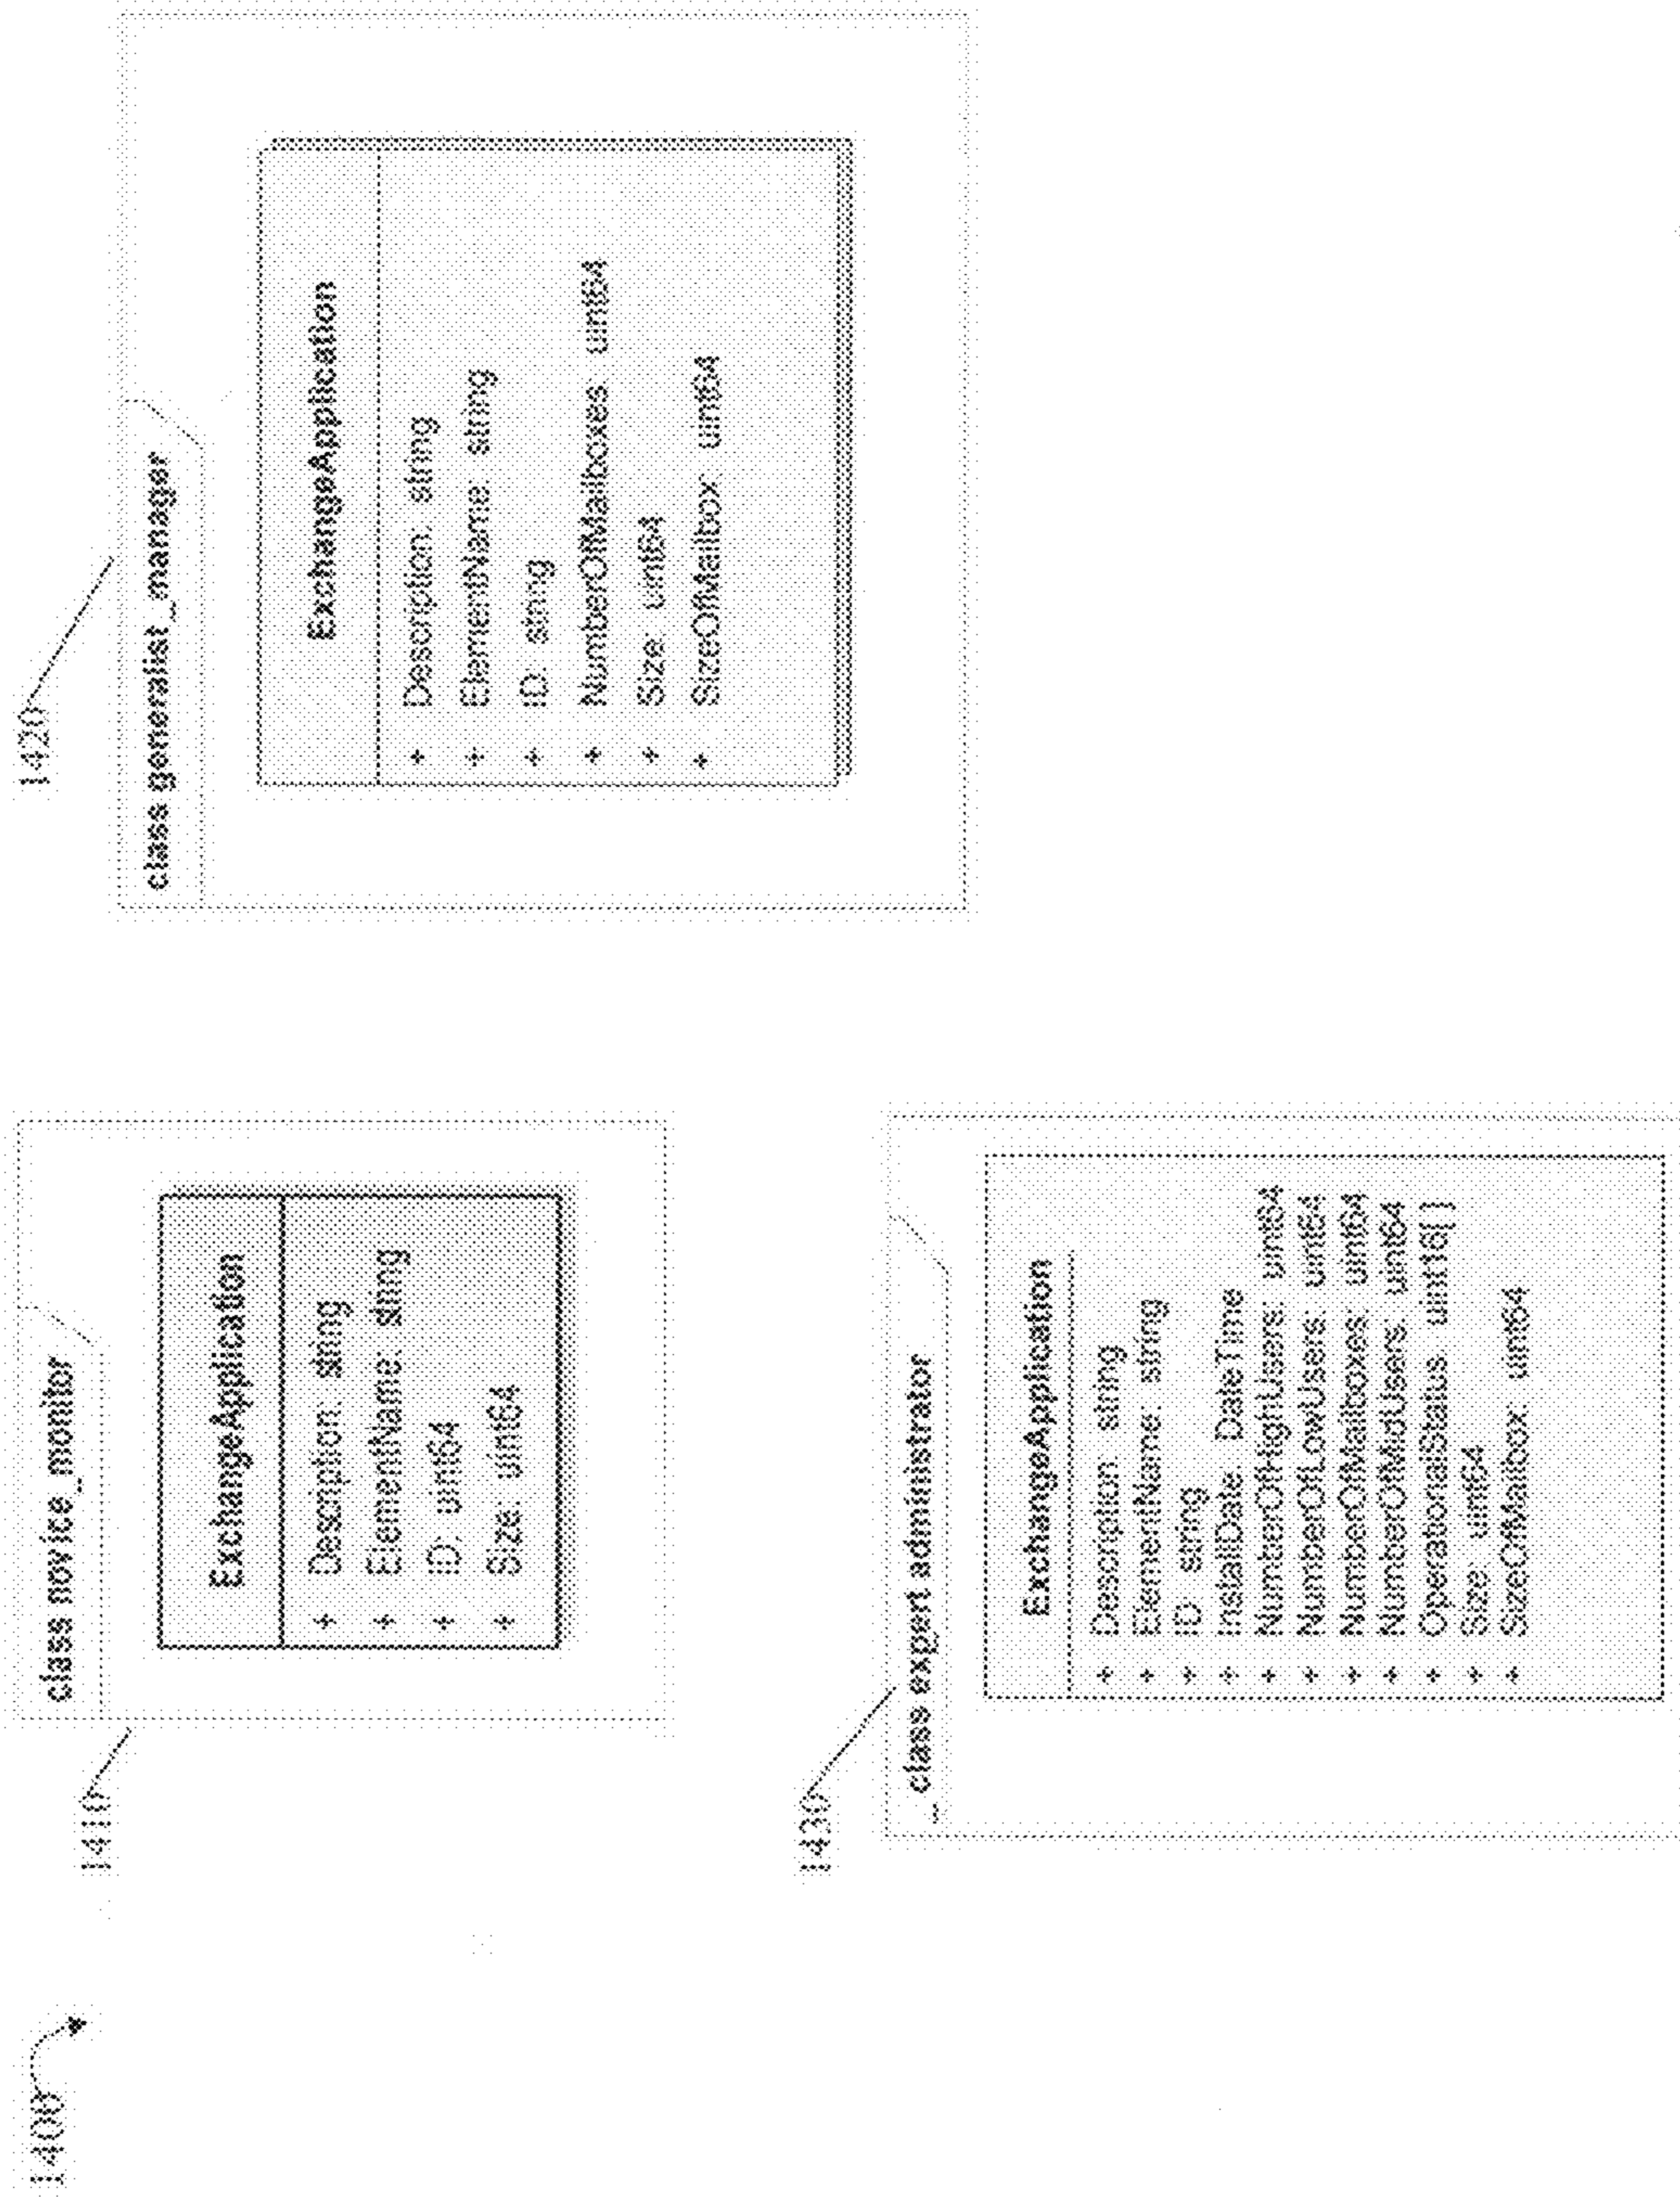 1400
1410
class novice_monitor
ExchangeApplication
+ Description: string
+ ElementName: string
+ ID: uint64
+ Size: uint64
1420
class generalist_manager
ExchangeApplication
+ Description: string
+ ElementName: string
+ ID: string
+ NumberOfMailboxes: uint64
+ Size: uint64
+ SizeOfMailbox: uint64
1430
class expert administrator
ExchangeApplication
+ Description: string
+ ElementName: string
+ ID: string
+ InstallDate: DateTime
+ NumberOfHighUsers: uint64
+ NumberOfLowUsers: uint64
+ NumberOfMailboxes: uint64
+ NumberOfMidUsers: uint64
+ OperationalStatus: uint16[ ]
+ Size: uint64
+ SizeOfMailbox: uint64